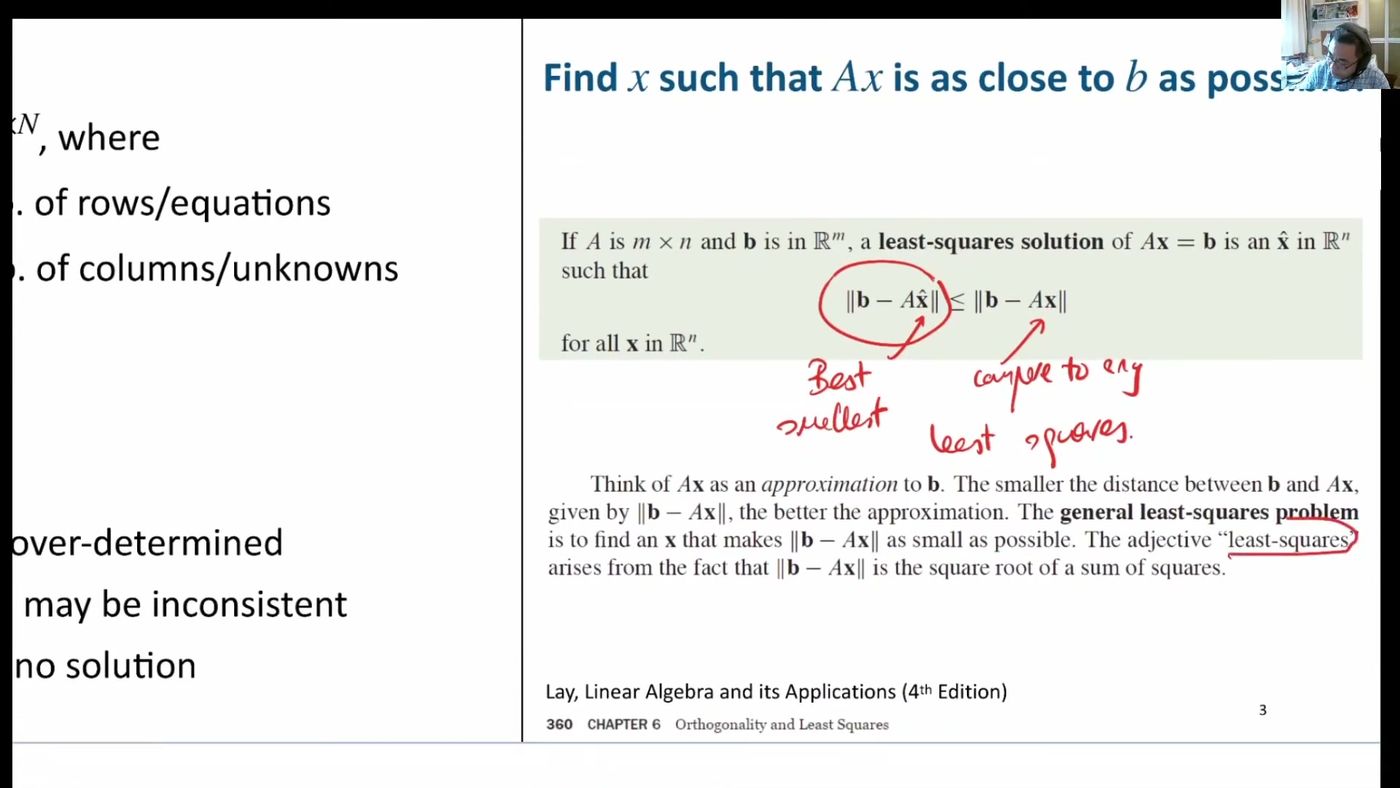 N, where
. of rows/equations
. of columns/unknowns
over-determined
may be inconsistent
no solution
Find x such that Ax is as close to b as poss
If A is m × n and b is in ℝᵐ, a least-squares solution of Ax = b is an x̂ in ℝⁿ
such that
‖b − Ax̂‖ ≤ ‖b − Ax‖
for all x in ℝⁿ.
Best
smallest
compare to any
least squares.
Think of Ax as an approximation to b. The smaller the distance between b and Ax,
given by ‖b − Ax‖, the better the approximation. The general least-squares problem
is to find an x that makes ‖b − Ax‖ as small as possible. The adjective “least-squares”
arises from the fact that ‖b − Ax‖ is the square root of a sum of squares.
Lay, Linear Algebra and its Applications (4th Edition)
360 CHAPTER 6 Orthogonality and Least Squares
3